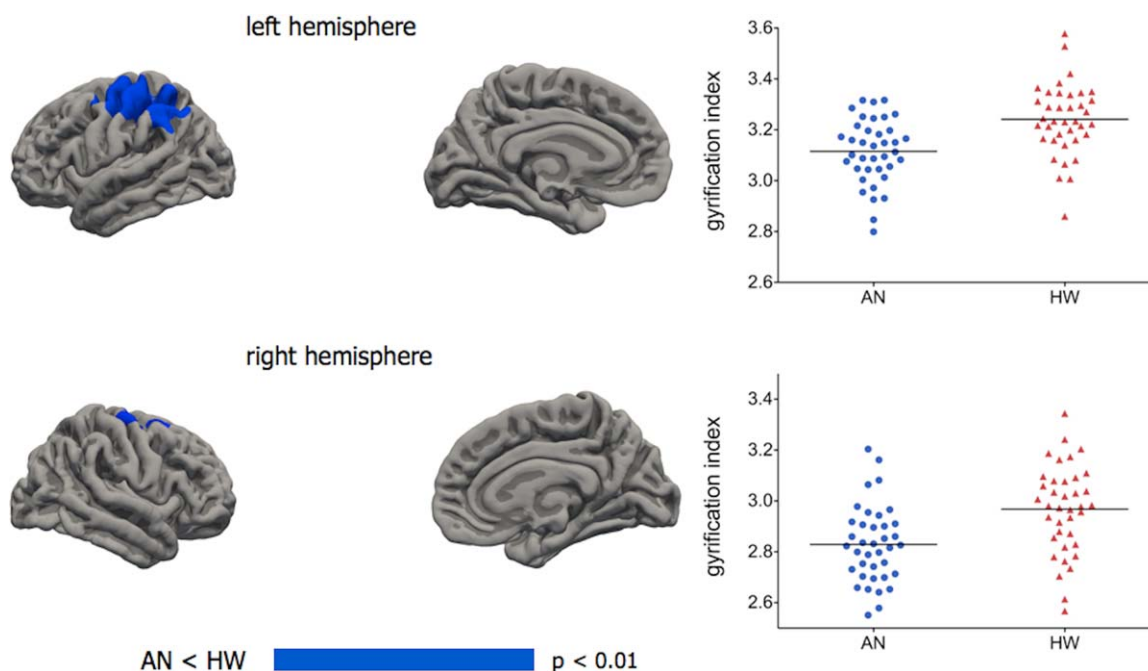 left hemisphere
gyrification index
3.6
3.4
3.2
3.0
2.8
2.6
AN
HW
right hemisphere
gyrification index
3.4
3.2
3.0
2.8
2.6
AN
HW
AN < HW
p < 0.01